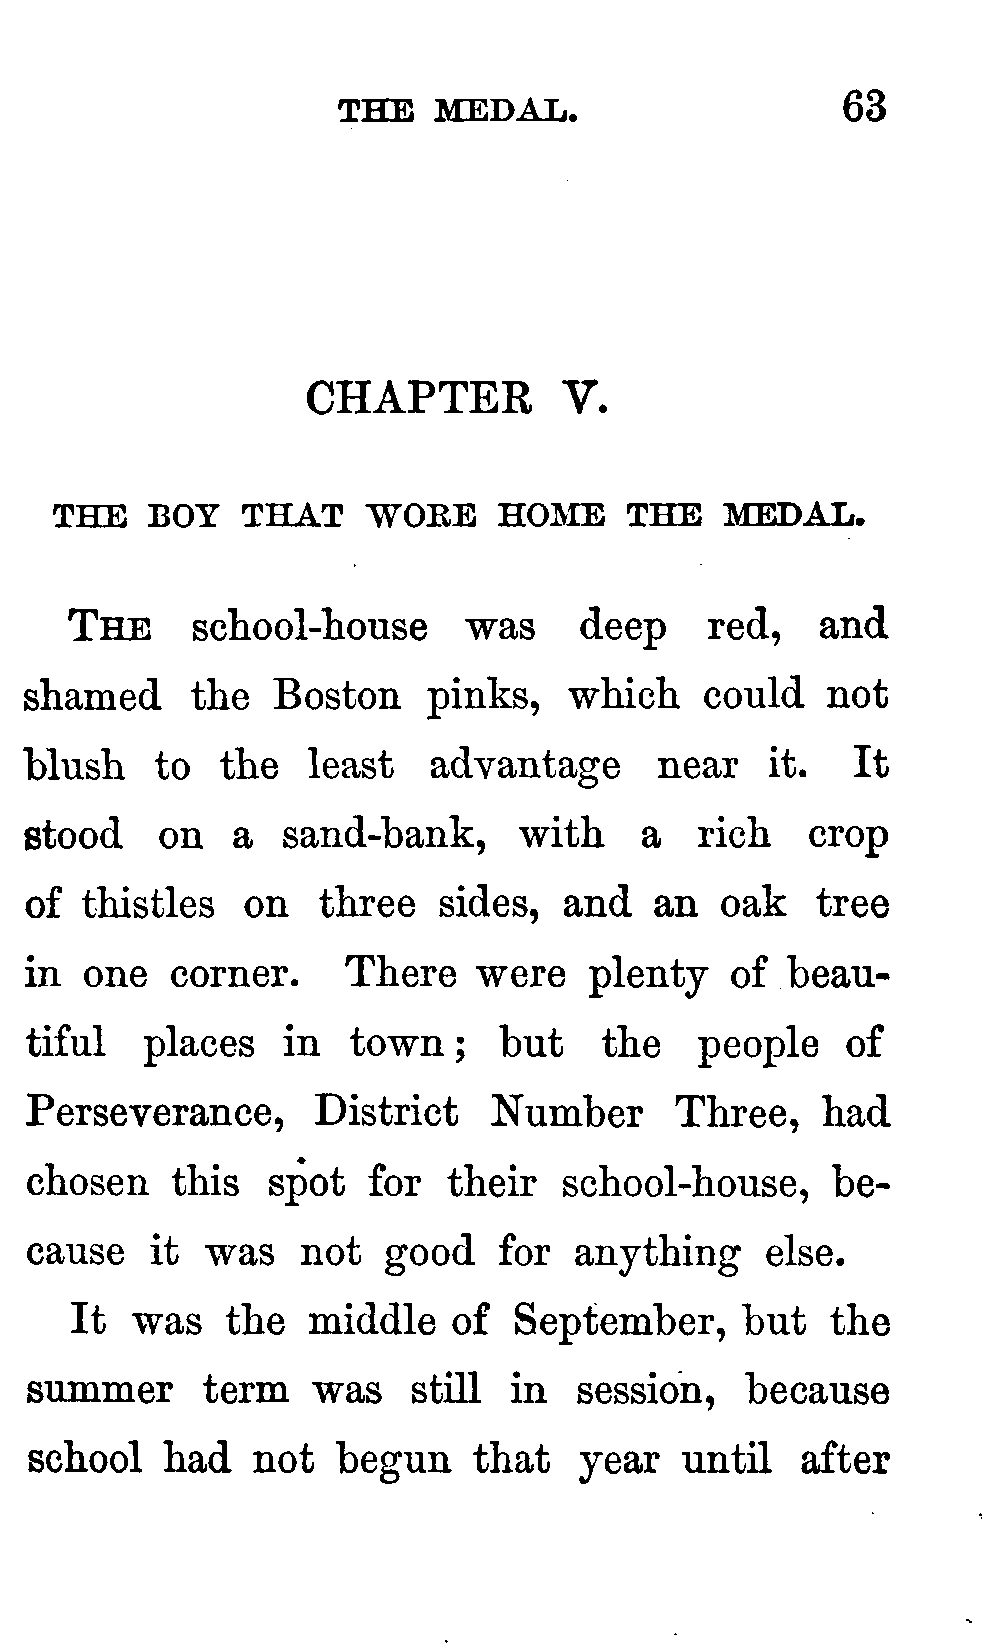 THE MEDAL. 63
CHAPTER V.
THE BOY THAT WORE HOME THE MEDAL.
THE school-house was deep red, and
shamed the Boston pinks, which could not
blush to the least advantage near it. It
stood on a sand-bank, with a rich crop
of thistles on three sides, and an oak tree
in one corner. There were plenty of beau-
tiful places in town; but the people of
Perseverance, District Number Three, had
chosen this spot for their school-house, be-
cause it was not good for anything else.
It was the middle of September, but the
summer term was still in session, because
school had not begun that year until after